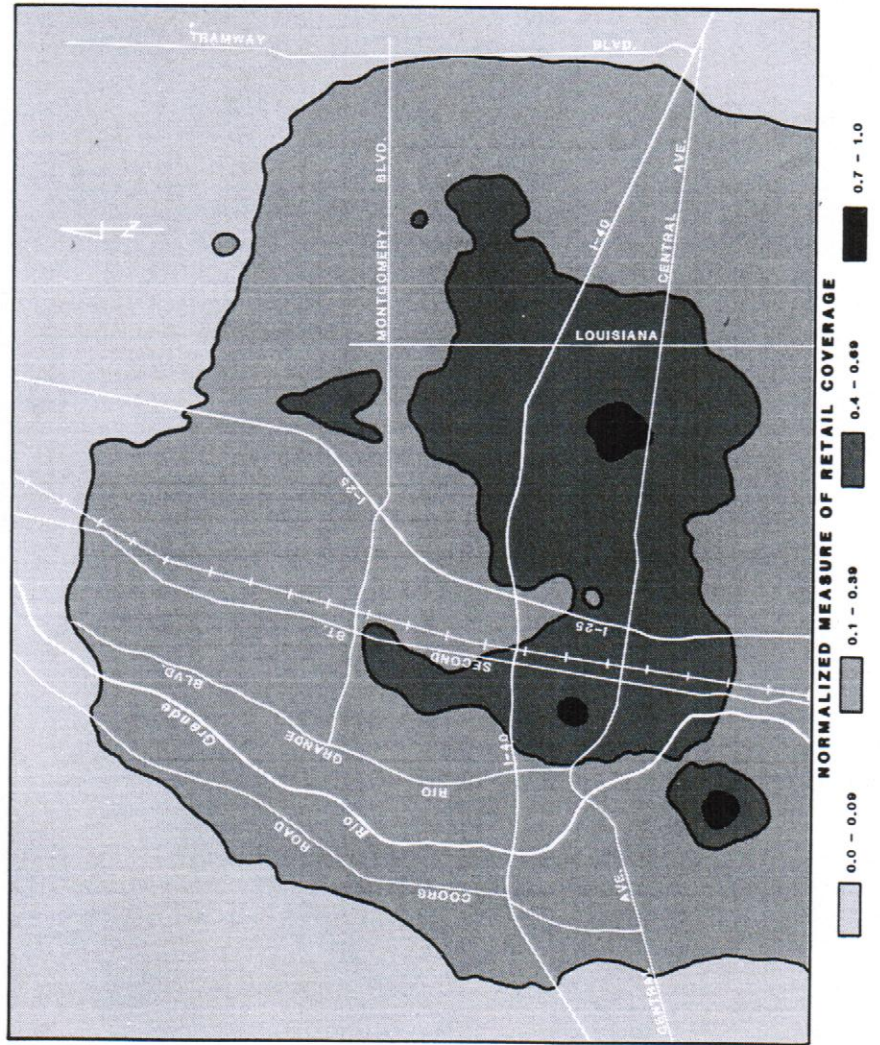 TRAMWAY
BLVD.
MONTGOMERY BLVD.
N
I-40
CENTRAL AVE.
LOUISIANA
I-25
ST.
SECOND
I-25
BLVD.
GRANDE
RIO
Grande
Rio
ROAD
COORS
I-40
AVE.
CENTRAL
NORMALIZED MEASURE OF RETAIL COVERAGE
0.0 - 0.09
0.1 - 0.39
0.4 - 0.69
0.7 - 1.0